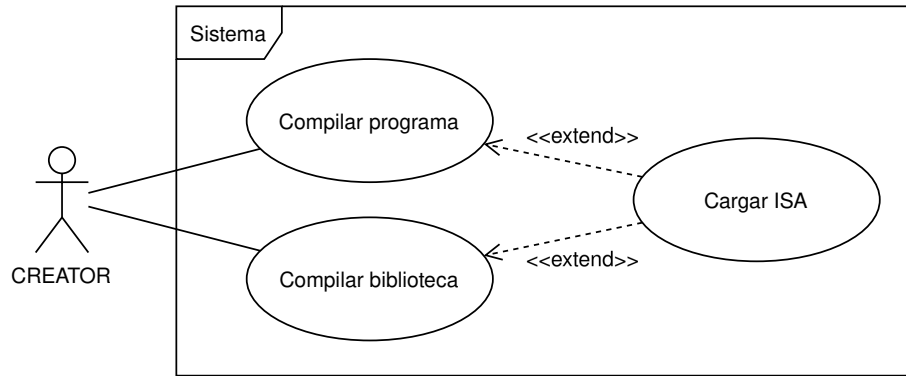 Sistema
Compilar programa
<<extend>>
Cargar ISA
CREATOR
Compilar biblioteca
<<extend>>